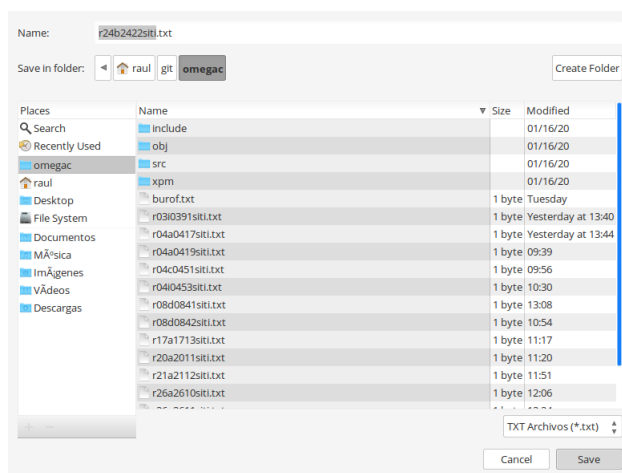 Name: r24b2422siti.txt
Save in folder: raul git omegac Create Folder
Places Name Size Modified
Search include 01/16/20
Recently Used obj 01/16/20
omegac src 01/16/20
raul xpm 01/16/20
Desktop burof.txt 1 byte Tuesday
File System r03i0391siti.txt 1 byte Yesterday at 13:40
Documentos r04a0417siti.txt 1 byte Yesterday at 13:44
MÃºsica r04a0419siti.txt 1 byte 09:39
ImÃ¡genes r04c0451siti.txt 1 byte 09:56
VÃ­deos r04i0453siti.txt 1 byte 10:30
Descargas r08d0841siti.txt 1 byte 13:08
r08d0842siti.txt 1 byte 10:54
r17a1713siti.txt 1 byte 11:17
r20a2011siti.txt 1 byte 11:20
r21a2112siti.txt 1 byte 11:51
r26a2610siti.txt 1 byte 12:06
TXT Archivos (*.txt)
Cancel Save